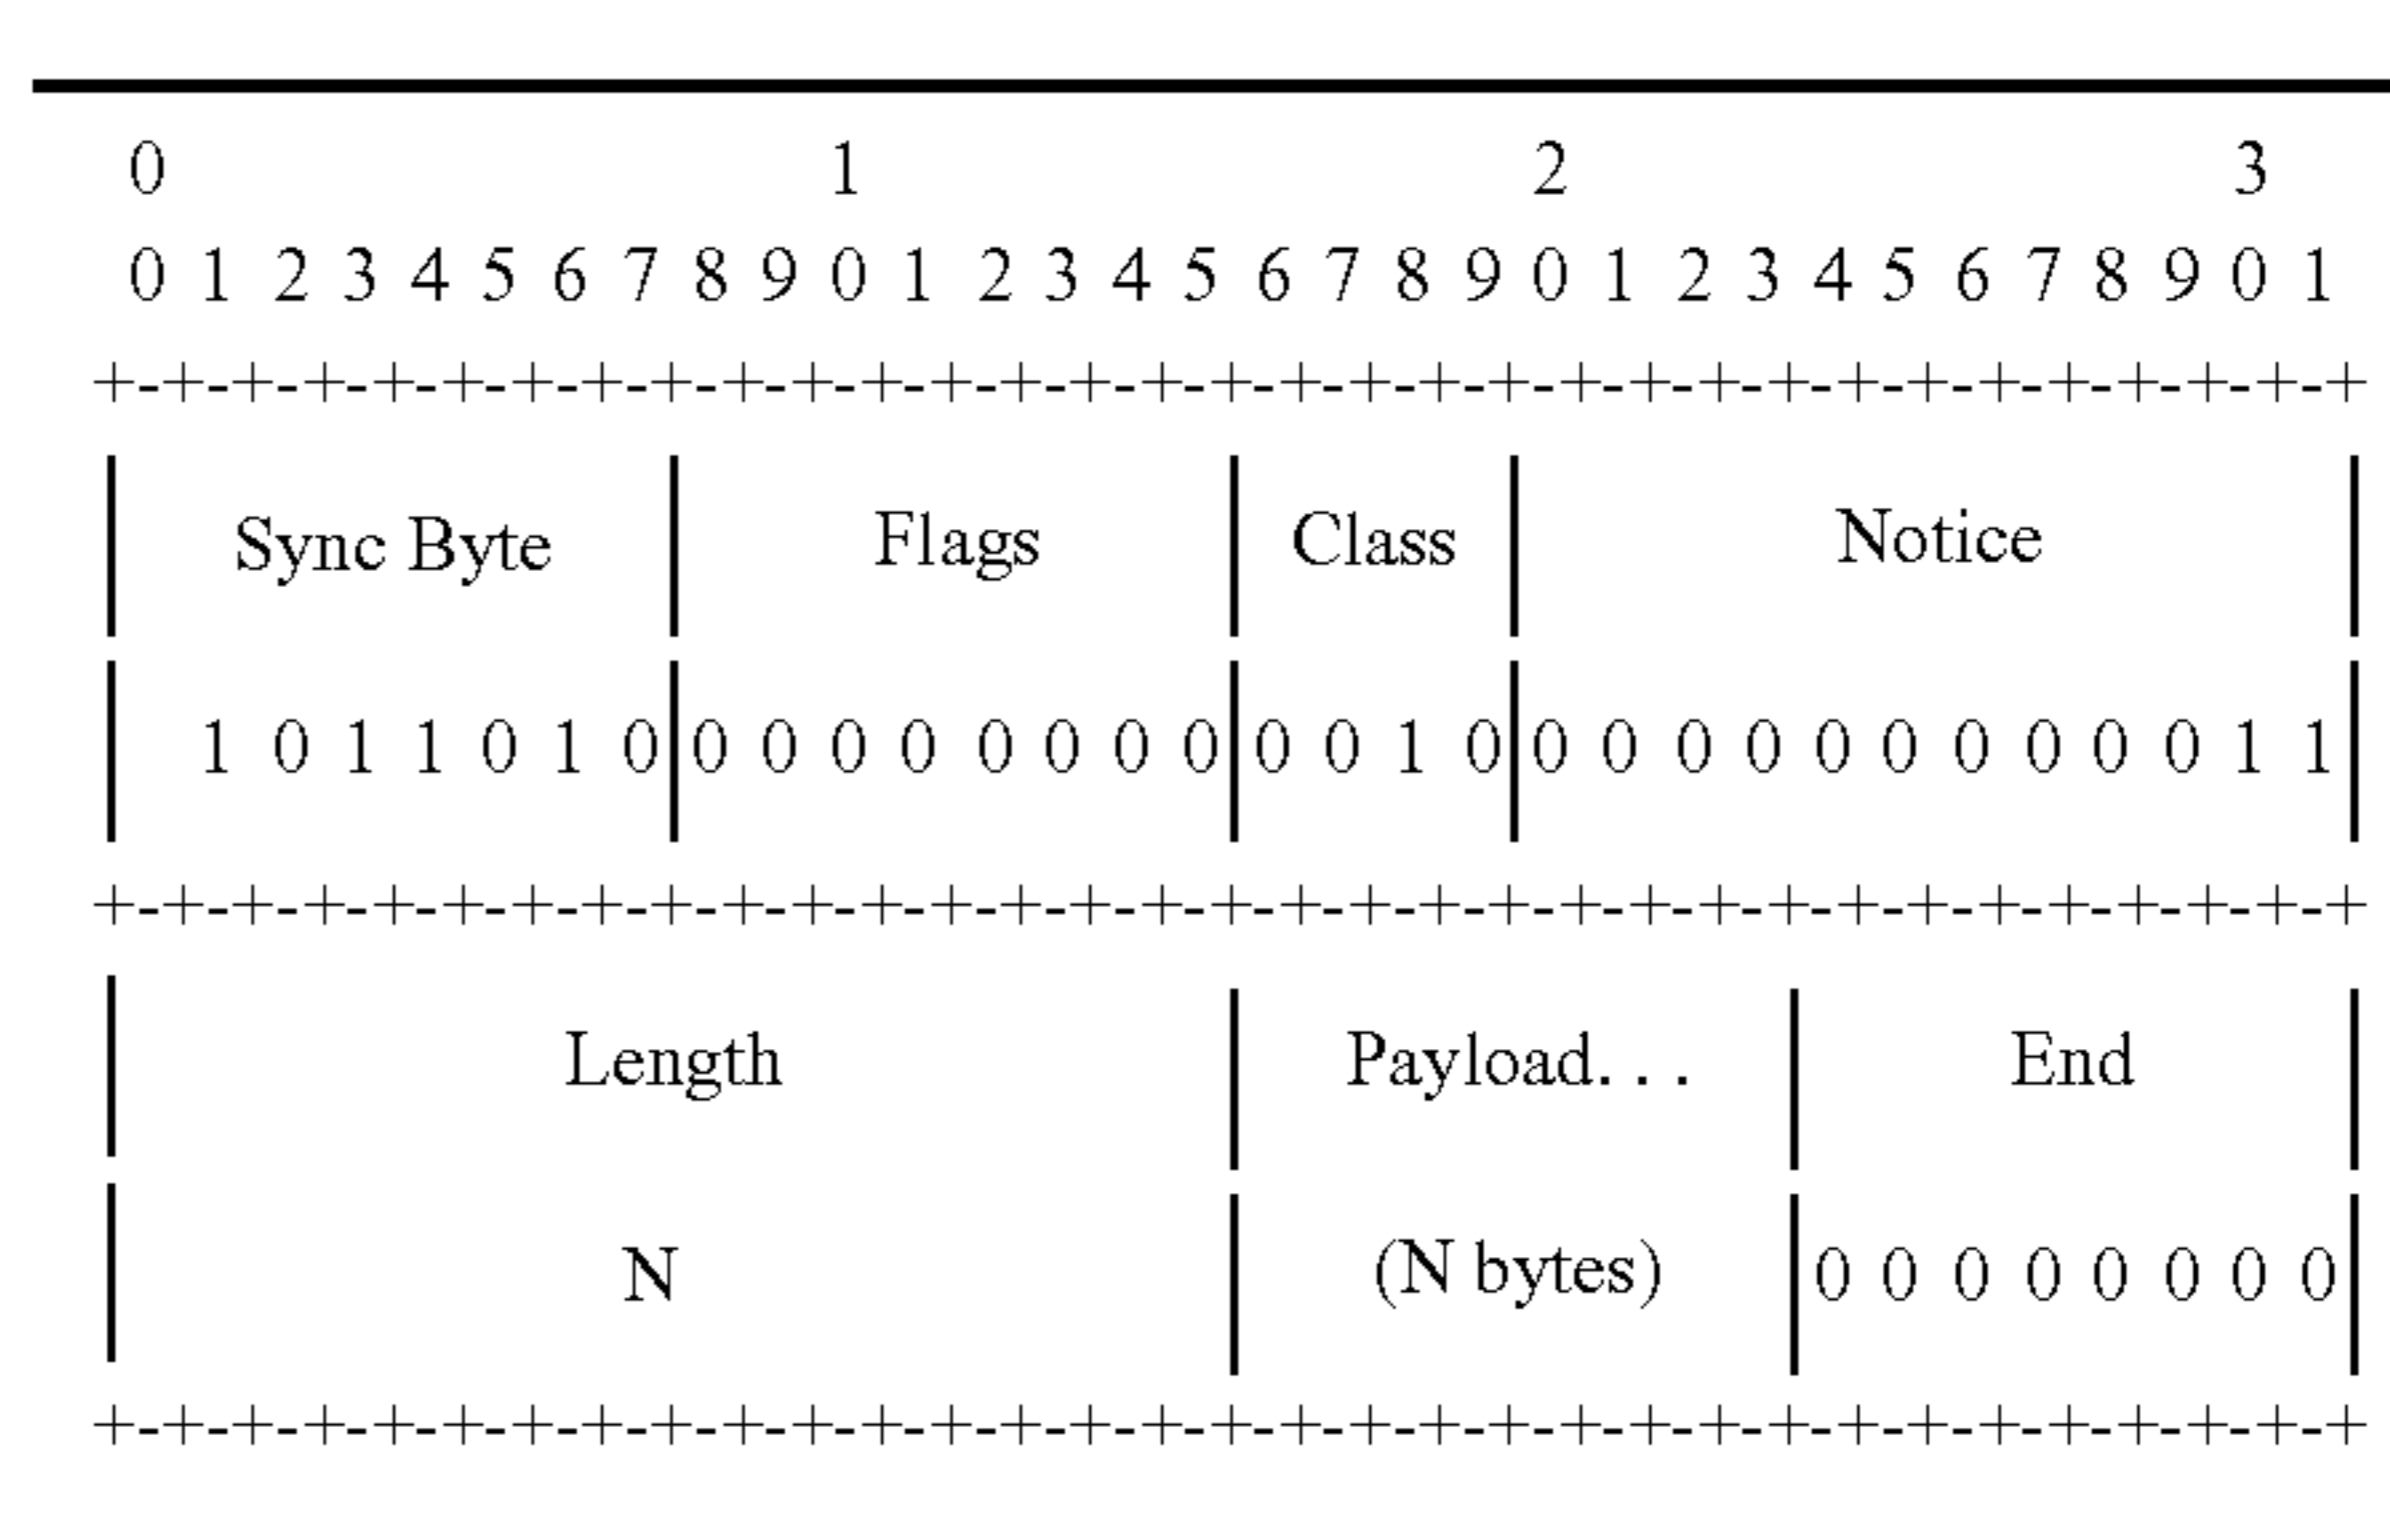 0 1 2 3
0 1 2 3 4 5 6 7 8 9 0 1 2 3 4 5 6 7 8 9 0 1 2 3 4 5 6 7 8 9 0 1
+-+-+-+-+-+-+-+-+-+-+-+-+-+-+-+-+-+-+-+-+-+-+-+-+-+-+-+-+-+-+-+-+
| Sync Byte | Flags | Class | Notice |
| 1 0 1 1 0 1 0|0 0 0 0 0 0 0 0|0 0 1 0|0 0 0 0 0 0 0 0 0 0 1 1|
+-+-+-+-+-+-+-+-+-+-+-+-+-+-+-+-+-+-+-+-+-+-+-+-+-+-+-+-+-+-+-+-+
| Length | Payload. . . | End |
| N | (N bytes) |0 0 0 0 0 0 0 0|
+-+-+-+-+-+-+-+-+-+-+-+-+-+-+-+-+-+-+-+-+-+-+-+-+-+-+-+-+-+-+-+-+